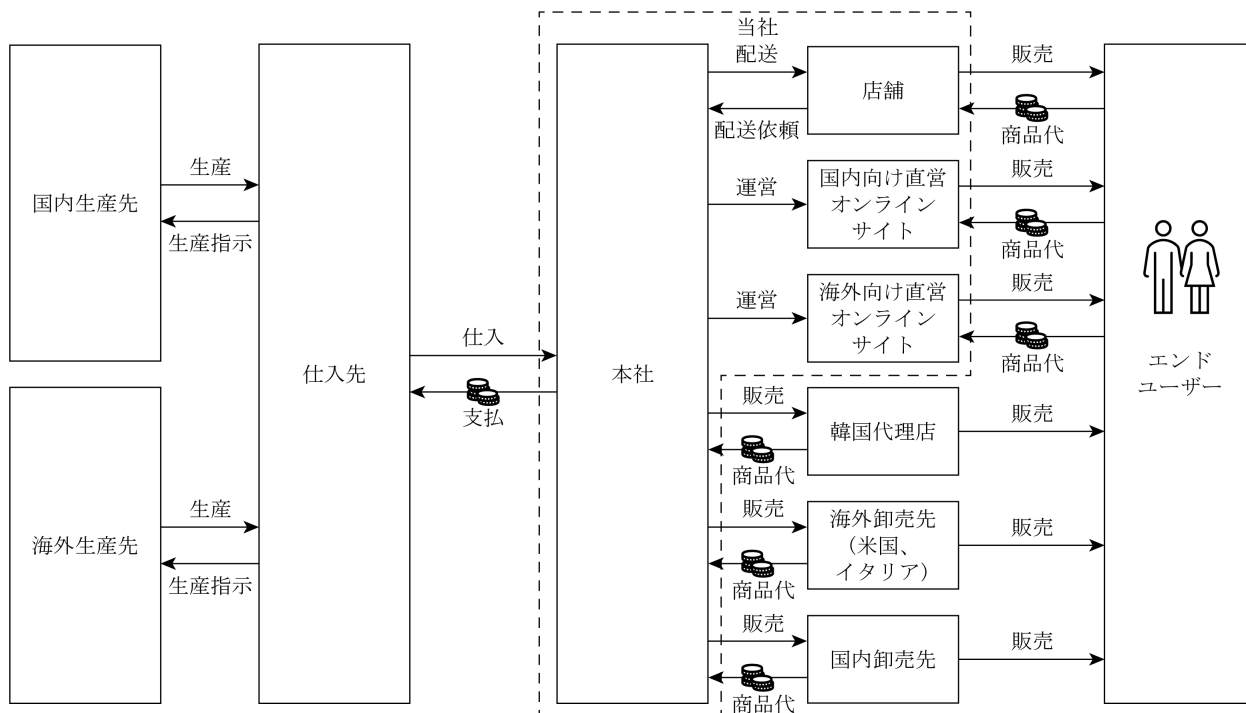 当社
国内生産先
生産
生産指示
海外生産先
生産
生産指示
仕入先
仕入
支払
本社
配送
配送依頼
運営
運営
販売
商品代
販売
商品代
販売
商品代
店舗
国内向け直営
オンライン
サイト
海外向け直営
オンライン
サイト
韓国代理店
海外卸売先
（米国、
イタリア）
国内卸売先
販売
商品代
販売
商品代
販売
商品代
販売
販売
販売
エンド
ユーザー